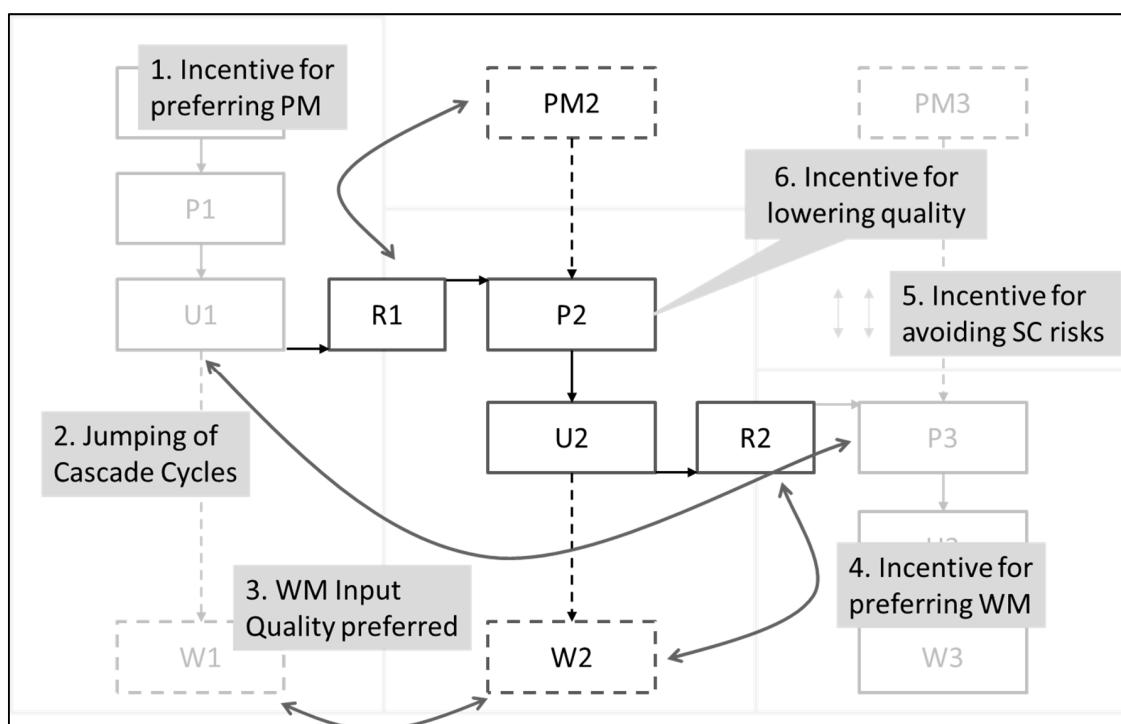 1. Incentive for
preferring PM
PM2
PM3
P1
6. Incentive for
lowering quality
U1
R1
P2
5. Incentive for
avoiding SC risks
2. Jumping of
Cascade Cycles
U2
R2
P3
3. WM Input
Quality preferred
4. Incentive for
preferring WM
W1
W2
W3